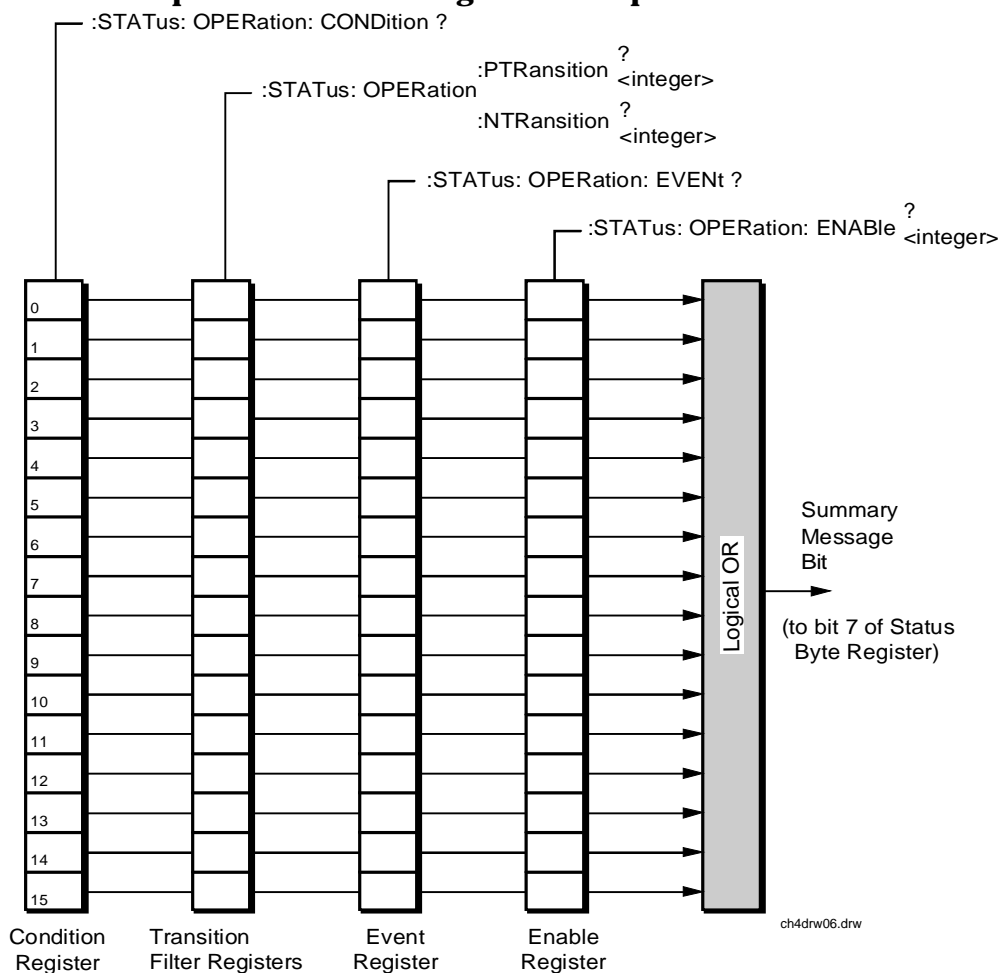 :STATus: OPERation: CONDition ?
:STATus: OPERation
:PTRansition ? <integer>
:NTRansition ? <integer>
:STATus: OPERation: EVENt ?
:STATus: OPERation: ENABle ? <integer>
0
1
2
3
4
5
6
7
8
9
10
11
12
13
14
15
Logical OR
Summary
Message
Bit
(to bit 7 of Status
Byte Register)
ch4drw06.drw
Condition
Register
Transition
Filter Registers
Event
Register
Enable
Register